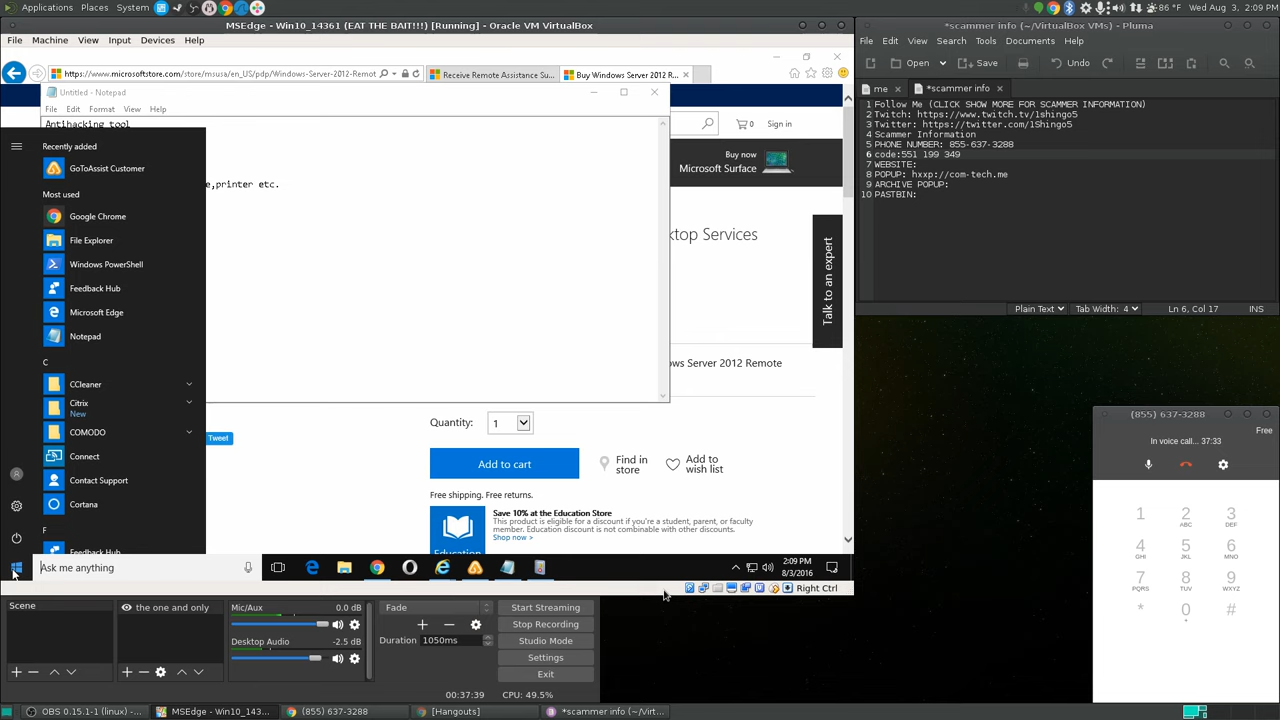 Applications Places System 86 °F Wed Aug 3, 2:09 PM
MSEdge - Win10_14361 (EAT THE BAIT!!!) [Running] - Oracle VM VirtualBox
File Machine View Input Devices Help
https://www.microsoftstore.com/store/msusa/en_US/pdp/Windows-Server-2012-Remot
Receive Remote Assistance Su...
Buy Windows Server 2012 R...
Untitled - Notepad
File Edit Format View Help
Antihacking tool
e,printer etc.
Recently added
GoToAssist Customer
Most used
Google Chrome
File Explorer
Windows PowerShell
Feedback Hub
Microsoft Edge
Notepad
C
CCleaner
Citrix
New
COMODO
Connect
Contact Support
Cortana
F
Feedback Hub
0 Sign in
Buy now
Microsoft Surface
ktop Services
Talk to an expert
dows Server 2012 Remote
Quantity: 1
Tweet
Add to cart
Find in store
Add to wish list
Free shipping. Free returns.
Save 10% at the Education Store
This product is eligible for a discount if you're a student, parent, or faculty
member. Education discount is not combinable with other discounts.
Shop now >
Education
Ask me anything
2:09 PM
8/3/2016
Right Ctrl
*scammer info (~/VirtualBox VMs) - Pluma
File Edit View Search Tools Documents Help
Open Save Undo
me *scammer info
1 Follow Me (CLICK SHOW MORE FOR SCAMMER INFORMATION)
2 Twitch: https://www.twitch.tv/lshingo5
3 Twitter: https://twitter.com/lShingo5
4 Scammer Information
5 PHONE NUMBER: 855-637-3288
6 code:551 199 349
7 WEBSITE:
8 POPUP: hxxp://com-tech.me
9 ARCHIVE POPUP:
10 PASTBIN:
Plain Text Tab Width: 4 Ln 6, Col 17 INS
(855) 637-3288
Free
In voice call... 37:33
1 2 ABC 3 DEF
4 GHI 5 JKL 6 MNO
7 PQRS 8 TUV 9 WXYZ
* 0 #
Scene
the one and only
Mic/Aux 0.0 dB
Desktop Audio -2.5 dB
Fade
Duration 1050ms
Start Streaming
Stop Recording
Studio Mode
Settings
Exit
00:37:39 CPU: 49.5%
OBS 0.15.1-1 (linux) - ...
MSEdge - Win10_143...
(855) 637-3288
[Hangouts]
*scammer info (~/Virt...